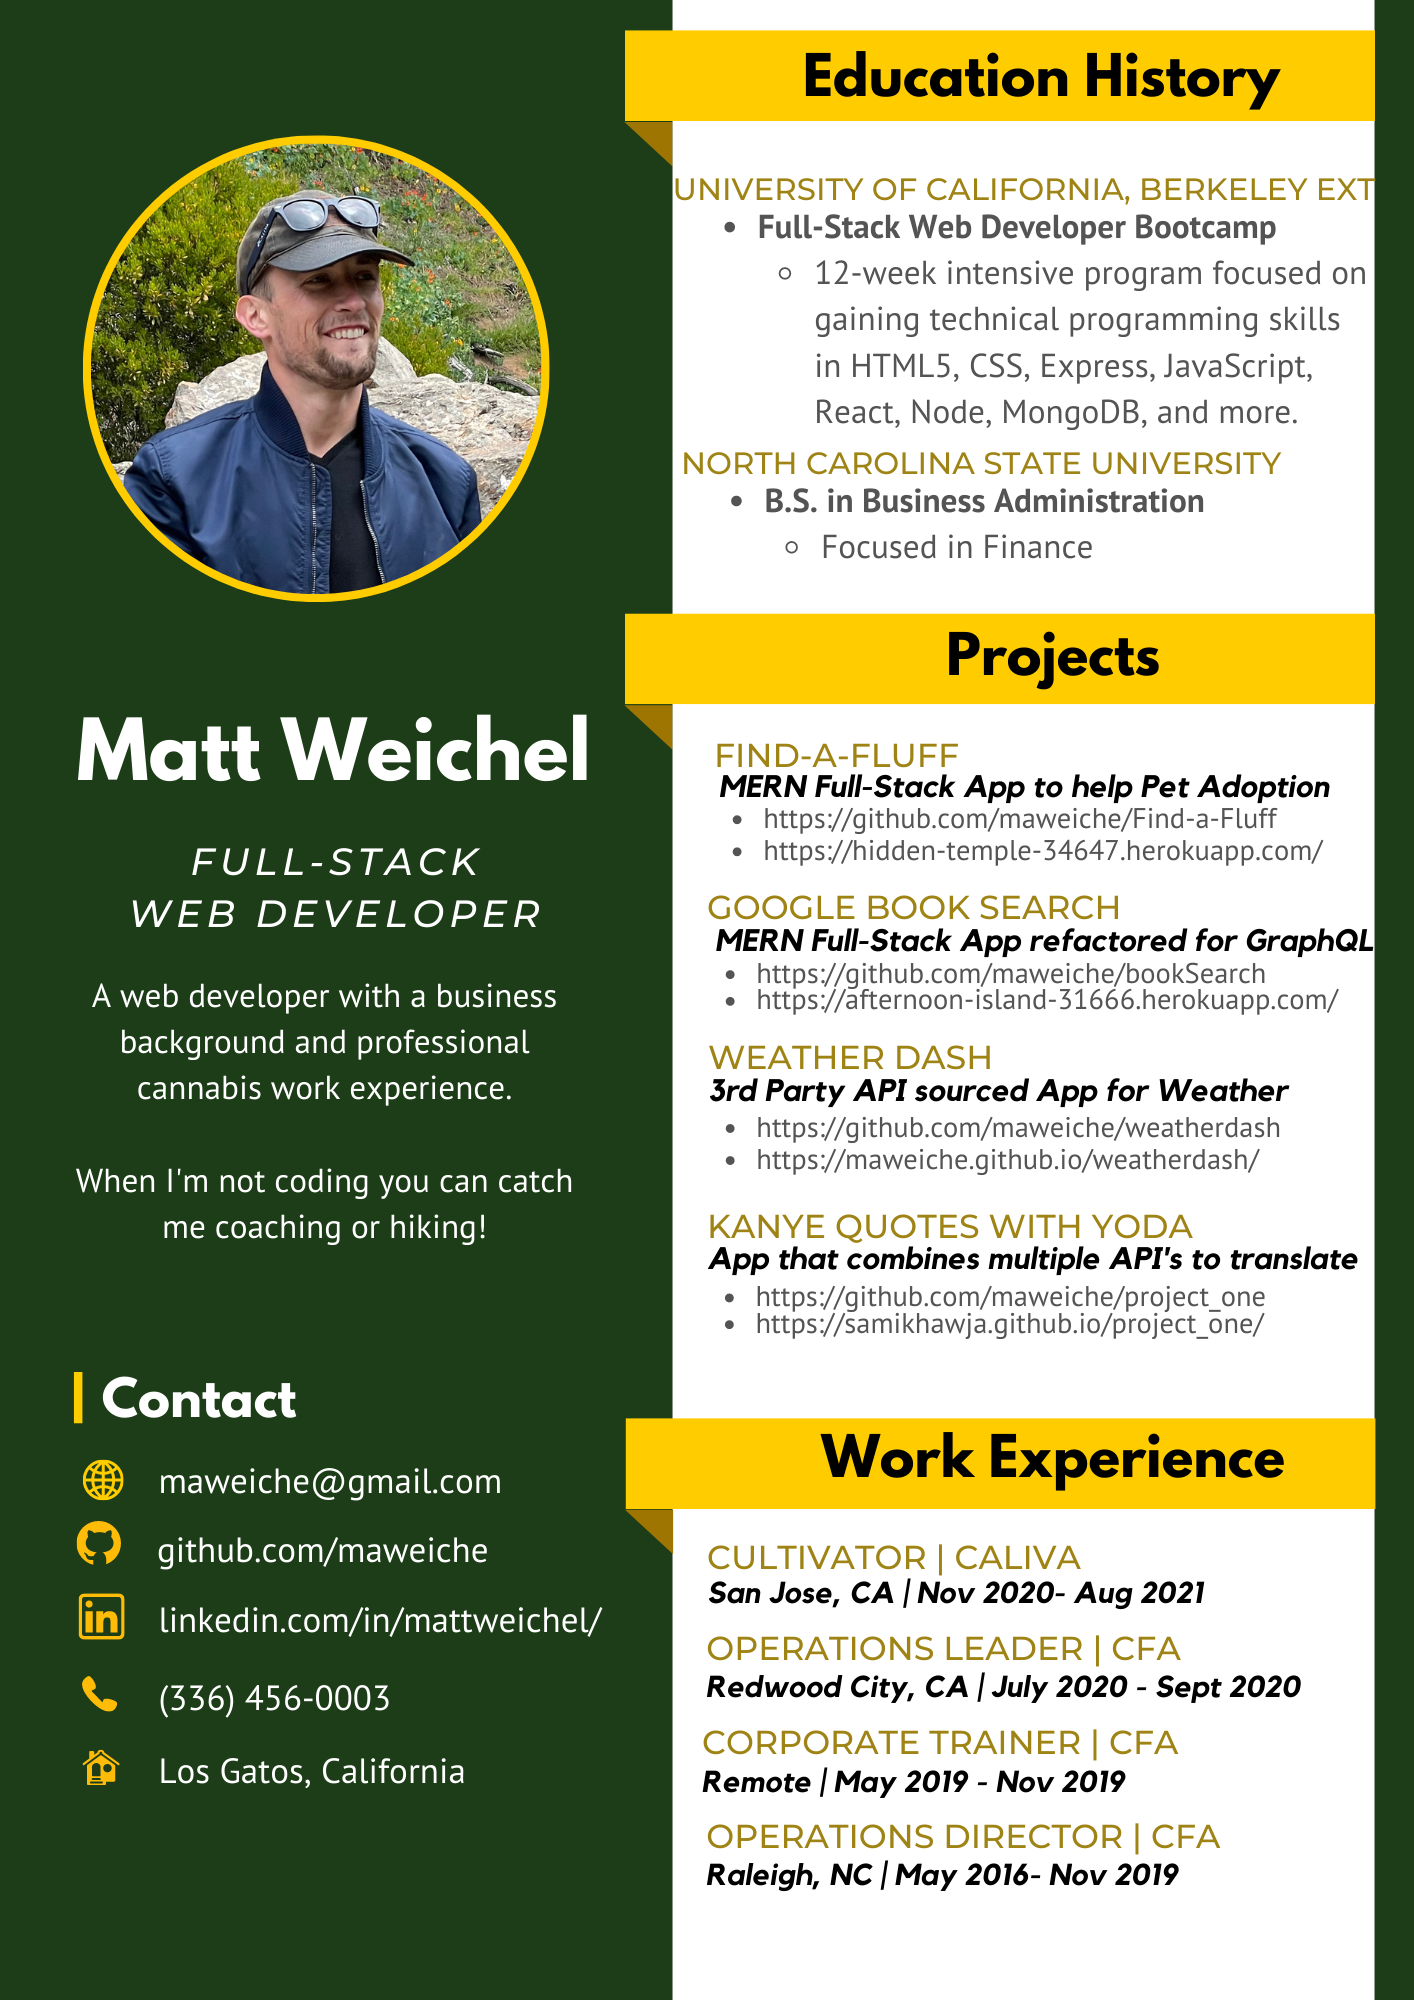 Matt Weichel
FULL-STACK
WEB DEVELOPER
A web developer with a business
background and professional
cannabis work experience.
When I'm not coding you can catch
me coaching or hiking!
Contact
maweiche@gmail.com
github.com/maweiche
linkedin.com/in/mattweichel/
(336) 456-0003
Los Gatos, California
Education History
UNIVERSITY OF CALIFORNIA, BERKELEY EXT
• Full-Stack Web Developer Bootcamp
◦ 12-week intensive program focused on
gaining technical programming skills
in HTML5, CSS, Express, JavaScript,
React, Node, MongoDB, and more.
NORTH CAROLINA STATE UNIVERSITY
• B.S. in Business Administration
◦ Focused in Finance
Projects
FIND-A-FLUFF
MERN Full-Stack App to help Pet Adoption
• https://github.com/maweiche/Find-a-Fluff
• https://hidden-temple-34647.herokuapp.com/
GOOGLE BOOK SEARCH
MERN Full-Stack App refactored for GraphQL
• https://github.com/maweiche/bookSearch
• https://afternoon-island-31666.herokuapp.com/
WEATHER DASH
3rd Party API sourced App for Weather
• https://github.com/maweiche/weatherdash
• https://maweiche.github.io/weatherdash/
KANYE QUOTES WITH YODA
App that combines multiple API's to translate
• https://github.com/maweiche/project_one
• https://samikhawja.github.io/project_one/
Work Experience
CULTIVATOR | CALIVA
San Jose, CA | Nov 2020- Aug 2021
OPERATIONS LEADER | CFA
Redwood City, CA | July 2020 - Sept 2020
CORPORATE TRAINER | CFA
Remote | May 2019 - Nov 2019
OPERATIONS DIRECTOR | CFA
Raleigh, NC | May 2016- Nov 2019